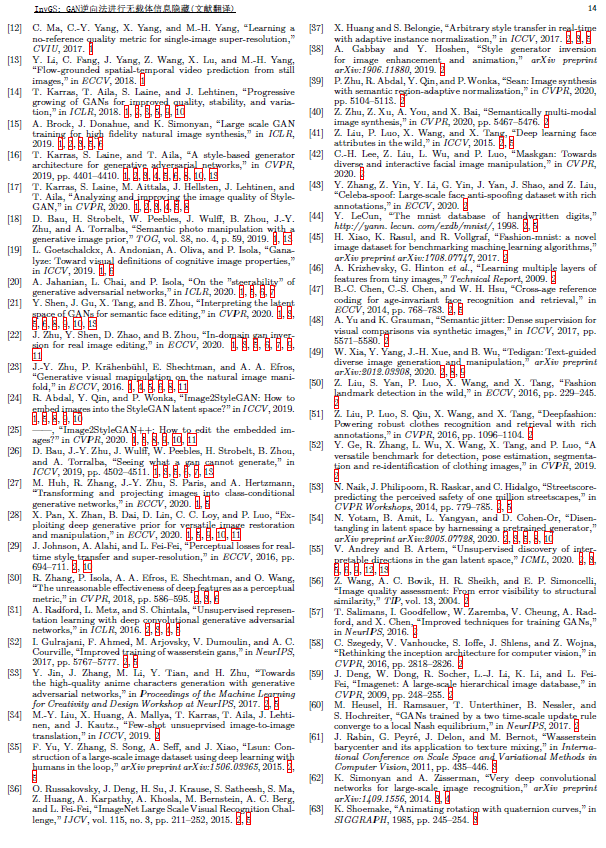 InvGS: GAN逆向法进行无载体信息隐藏(文献翻译)
14
[12] C. Ma, C.-Y. Yang, X. Yang, and M.-H. Yang, “Learning a
no-reference quality metric for single-image super-resolution,”
CVIU, 2017.
[13] Y. Li, C. Fang, J. Yang, Z. Wang, X. Lu, and M.-H. Yang,
“Flow-grounded spatial-temporal video prediction from still
images,” in ECCV, 2018.
[14] T. Karras, T. Aila, S. Laine, and J. Lehtinen, “Progressive
growing of GANs for improved quality, stability, and varia-
tion,” in ICLR, 2018.
[15] A. Brock, J. Donahue, and K. Simonyan, “Large scale GAN
training for high fidelity natural image synthesis,” in ICLR,
2019.
[16] T. Karras, S. Laine, and T. Aila, “A style-based generator
architecture for generative adversarial networks,” in CVPR,
2019, pp. 4401–4410.
[17] T. Karras, S. Laine, M. Aittala, J. Hellsten, J. Lehtinen, and
T. Aila, “Analyzing and improving the image quality of Style-
GAN,” in CVPR, 2020.
[18] D. Bau, H. Strobelt, W. Peebles, J. Wulff, B. Zhou, J.-Y.
Zhu, and A. Torralba, “Semantic photo manipulation with a
generative image prior,” TOG, vol. 38, no. 4, p. 59, 2019.
[19] L. Goetschalckx, A. Andonian, A. Oliva, and P. Isola, “Gana-
lyze: Toward visual definitions of cognitive image properties,”
in ICCV, 2019.
[20] A. Jahanian, L. Chai, and P. Isola, “On the "steerability" of
generative adversarial networks,” in ICLR, 2020.
[21] Y. Shen, J. Gu, X. Tang, and B. Zhou, “Interpreting the latent
space of GANs for semantic face editing,” in CVPR, 2020.
[22] J. Zhu, Y. Shen, D. Zhao, and B. Zhou, “In-domain gan inver-
sion for real image editing,” in ECCV, 2020.
11
[23] J.-Y. Zhu, P. Krähenbühl, E. Shechtman, and A. A. Efros,
“Generative visual manipulation on the natural image mani-
fold,” in ECCV, 2016.
[24] R. Abdal, Y. Qin, and P. Wonka, “Image2StyleGAN: How to
embed images into the StyleGAN latent space?” in ICCV, 2019.
[25] ——, “Image2StyleGAN++: How to edit the embedded im-
ages?” in CVPR, 2020.
[26] D. Bau, J.-Y. Zhu, J. Wulff, W. Peebles, H. Strobelt, B. Zhou,
and A. Torralba, “Seeing what a gan cannot generate,” in
ICCV, 2019, pp. 4502–4511.
[27] M. Huh, R. Zhang, J.-Y. Zhu, S. Paris, and A. Hertzmann,
“Transforming and projecting images into class-conditional
generative networks,” in ECCV, 2020.
[28] X. Pan, X. Zhan, B. Dai, D. Lin, C. C. Loy, and P. Luo, “Ex-
ploiting deep generative prior for versatile image restoration
and manipulation,” in ECCV, 2020.
[29] J. Johnson, A. Alahi, and L. Fei-Fei, “Perceptual losses for real-
time style transfer and super-resolution,” in ECCV, 2016, pp.
694–711.
[30] R. Zhang, P. Isola, A. A. Efros, E. Shechtman, and O. Wang,
“The unreasonable effectiveness of deep features as a perceptual
metric,” in CVPR, 2018, pp. 586–595.
[31] A. Radford, L. Metz, and S. Chintala, “Unsupervised represen-
tation learning with deep convolutional generative adversarial
networks,” in ICLR, 2016.
[32] I. Gulrajani, F. Ahmed, M. Arjovsky, V. Dumoulin, and A. C.
Courville, “Improved training of wasserstein gans,” in NeurIPS,
2017, pp. 5767–5777.
[33] Y. Jin, J. Zhang, M. Li, Y. Tian, and H. Zhu, “Towards
the high-quality anime characters generation with generative
adversarial networks,” in Proceedings of the Machine Learning
for Creativity and Design Workshop at NeurIPS, 2017.
[34] M.-Y. Liu, X. Huang, A. Mallya, T. Karras, T. Aila, J. Lehti-
nen, and J. Kautz., “Few-shot unsupervised image-to-image
translation,” in ICCV, 2019.
[35] F. Yu, Y. Zhang, S. Song, A. Seff, and J. Xiao, “Lsun: Con-
struction of a large-scale image dataset using deep learning with
humans in the loop,” arXiv preprint arXiv:1506.03365, 2015.
[36] O. Russakovsky, J. Deng, H. Su, J. Krause, S. Satheesh, S. Ma,
Z. Huang, A. Karpathy, A. Khosla, M. Bernstein, A. C. Berg,
and L. Fei-Fei, “ImageNet Large Scale Visual Recognition Chal-
lenge,” IJCV, vol. 115, no. 3, pp. 211–252, 2015.
[37] X. Huang and S. Belongie, “Arbitrary style transfer in real-time
with adaptive instance normalization,” in ICCV, 2017.
[38] A. Gabbay and Y. Hoshen, “Style generator inversion
for image enhancement and animation,” arXiv preprint
arXiv:1906.11880, 2019.
[39] P. Zhu, R. Abdal, Y. Qin, and P. Wonka, “Sean: Image synthesis
with semantic region-adaptive normalization,” in CVPR, 2020,
pp. 5104–5113.
[40] Z. Zhu, Z. Xu, A. You, and X. Bai, “Semantically multi-modal
image synthesis,” in CVPR, 2020, pp. 5467–5476.
[41] Z. Liu, P. Luo, X. Wang, and X. Tang, “Deep learning face
attributes in the wild,” in ICCV, 2015.
[42] C.-H. Lee, Z. Liu, L. Wu, and P. Luo, “Maskgan: Towards
diverse and interactive facial image manipulation,” in CVPR,
2020.
[43] Y. Zhang, Z. Yin, Y. Li, G. Yin, J. Yan, J. Shao, and Z. Liu,
“Celeba-spoof: Large-scale face anti-spoofing dataset with rich
annotations,” in ECCV, 2020.
[44] Y. LeCun, “The mnist database of handwritten digits,”
http://yann. lecun. com/exdb/mnist/, 1998.
[45] H. Xiao, K. Rasul, and R. Vollgraf, “Fashion-mnist: a novel
image dataset for benchmarking machine learning algorithms,”
arXiv preprint arXiv:1708.07747, 2017.
[46] A. Krizhevsky, G. Hinton et al., “Learning multiple layers of
features from tiny images,” Technical Report, 2009.
[47] B.-C. Chen, C.-S. Chen, and W. H. Hsu, “Cross-age reference
coding for age-invariant face recognition and retrieval,” in
ECCV, 2014, pp. 768–783.
[48] A. Yu and K. Grauman, “Semantic jitter: Dense supervision for
visual comparisons via synthetic images,” in ICCV, 2017, pp.
5571–5580.
[49] W. Xia, Y. Yang, J.-H. Xue, and B. Wu, “Tedigan: Text-guided
diverse image generation and manipulation,” arXiv preprint
arXiv:2012.03308, 2020.
[50] Z. Liu, S. Yan, P. Luo, X. Wang, and X. Tang, “Fashion
landmark detection in the wild,” in ECCV, 2016, pp. 229–245.
[51] Z. Liu, P. Luo, S. Qiu, X. Wang, and X. Tang, “Deepfashion:
Powering robust clothes recognition and retrieval with rich
annotations,” in CVPR, 2016, pp. 1096–1104.
[52] Y. Ge, R. Zhang, L. Wu, X. Wang, X. Tang, and P. Luo, “A
versatile benchmark for detection, pose estimation, segmenta-
tion and re-identification of clothing images,” in CVPR, 2019.
[53] N. Naik, J. Philipoom, R. Raskar, and C. Hidalgo, “Streetscore-
predicting the perceived safety of one million streetscapes,” in
CVPR Workshops, 2014, pp. 779–785.
[54] N. Yotam, B. Amit, L. Yangyan, and D. Cohen-Or, “Disen-
tangling in latent space by harnessing a pretrained generator,”
arXiv preprint arXiv:2005.07728, 2020.
[55] V. Andrey and B. Artem, “Unsupervised discovery of inter-
pretable directions in the gan latent space,” ICML, 2020.
[56] Z. Wang, A. C. Bovik, H. R. Sheikh, and E. P. Simoncelli,
“Image quality assessment: From error visibility to structural
similarity,” TIP, vol. 13, 2004.
[57] T. Salimans, I. Goodfellow, W. Zaremba, V. Cheung, A. Rad-
ford, and X. Chen, “Improved techniques for training GANs,”
in NeurIPS, 2016.
[58] C. Szegedy, V. Vanhoucke, S. Ioffe, J. Shlens, and Z. Wojna,
“Rethinking the inception architecture for computer vision,” in
CVPR, 2016, pp. 2818–2826.
[59] J. Deng, W. Dong, R. Socher, L.-J. Li, K. Li, and L. Fei-
Fei, “Imagenet: A large-scale hierarchical image database,” in
CVPR, 2009, pp. 248–255.
[60] M. Heusel, H. Ramsauer, T. Unterthiner, B. Nessler, and
S. Hochreiter, “GANs trained by a two time-scale update rule
converge to a local Nash equilibrium,” in NeurIPS, 2017.
[61] J. Rabin, G. Peyré, J. Delon, and M. Bernot, “Wasserstein
barycenter and its application to texture mixing,” in Interna-
tional Conference on Scale Space and Variational Methods in
Computer Vision, 2011, pp. 435–446.
[62] K. Simonyan and A. Zisserman, “Very deep convolutional
networks for large-scale image recognition,” arXiv preprint
arXiv:1409.1556, 2014.
[63] K. Shoemake, “Animating rotation with quaternion curves,” in
SIGGRAPH, 1985, pp. 245–254.